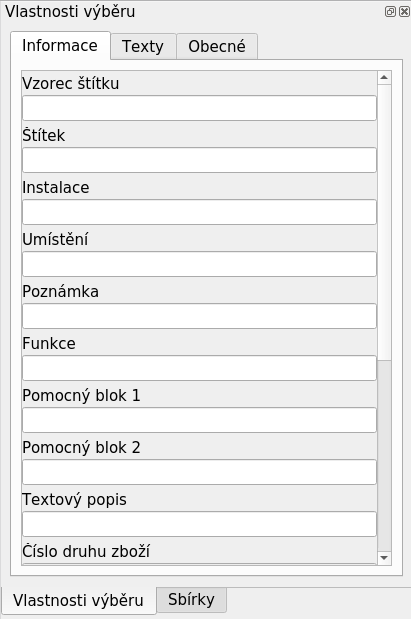 Vlastnosti výběru
Informace
Texty
Obecné
Vzorec štítku
Štítek
Instalace
Umístění
Poznámka
Funkce
Pomocný blok 1
Pomocný blok 2
Textový popis
Číslo druhu zboží
Vlastnosti výběru
Sbírky